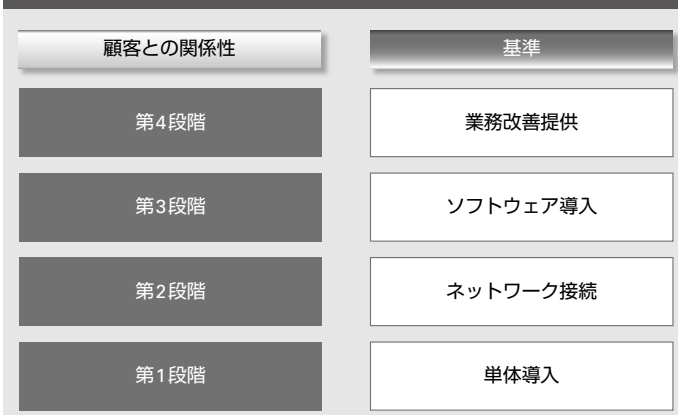 顧客との関係性
基準
第4段階
業務改善提供
第3段階
ソフトウェア導入
第2段階
ネットワーク接続
第1段階
単体導入